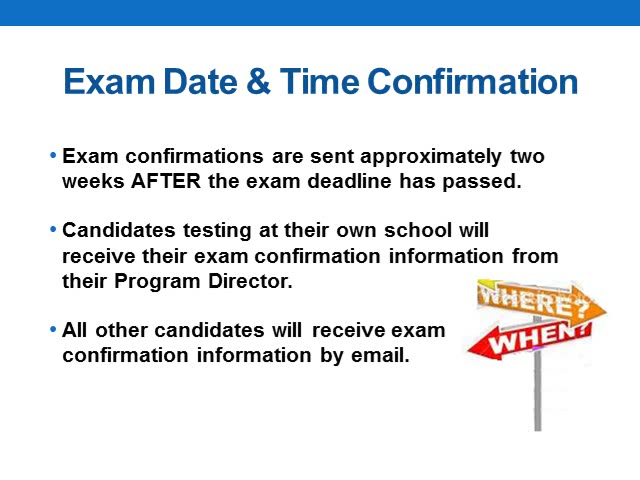 Exam Date & Time Confirmation
• Exam confirmations are sent approximately two
weeks AFTER the exam deadline has passed.
• Candidates testing at their own school will
receive their exam confirmation information from
their Program Director.
• All other candidates will receive exam
confirmation information by email.
WHERE?
WHEN?